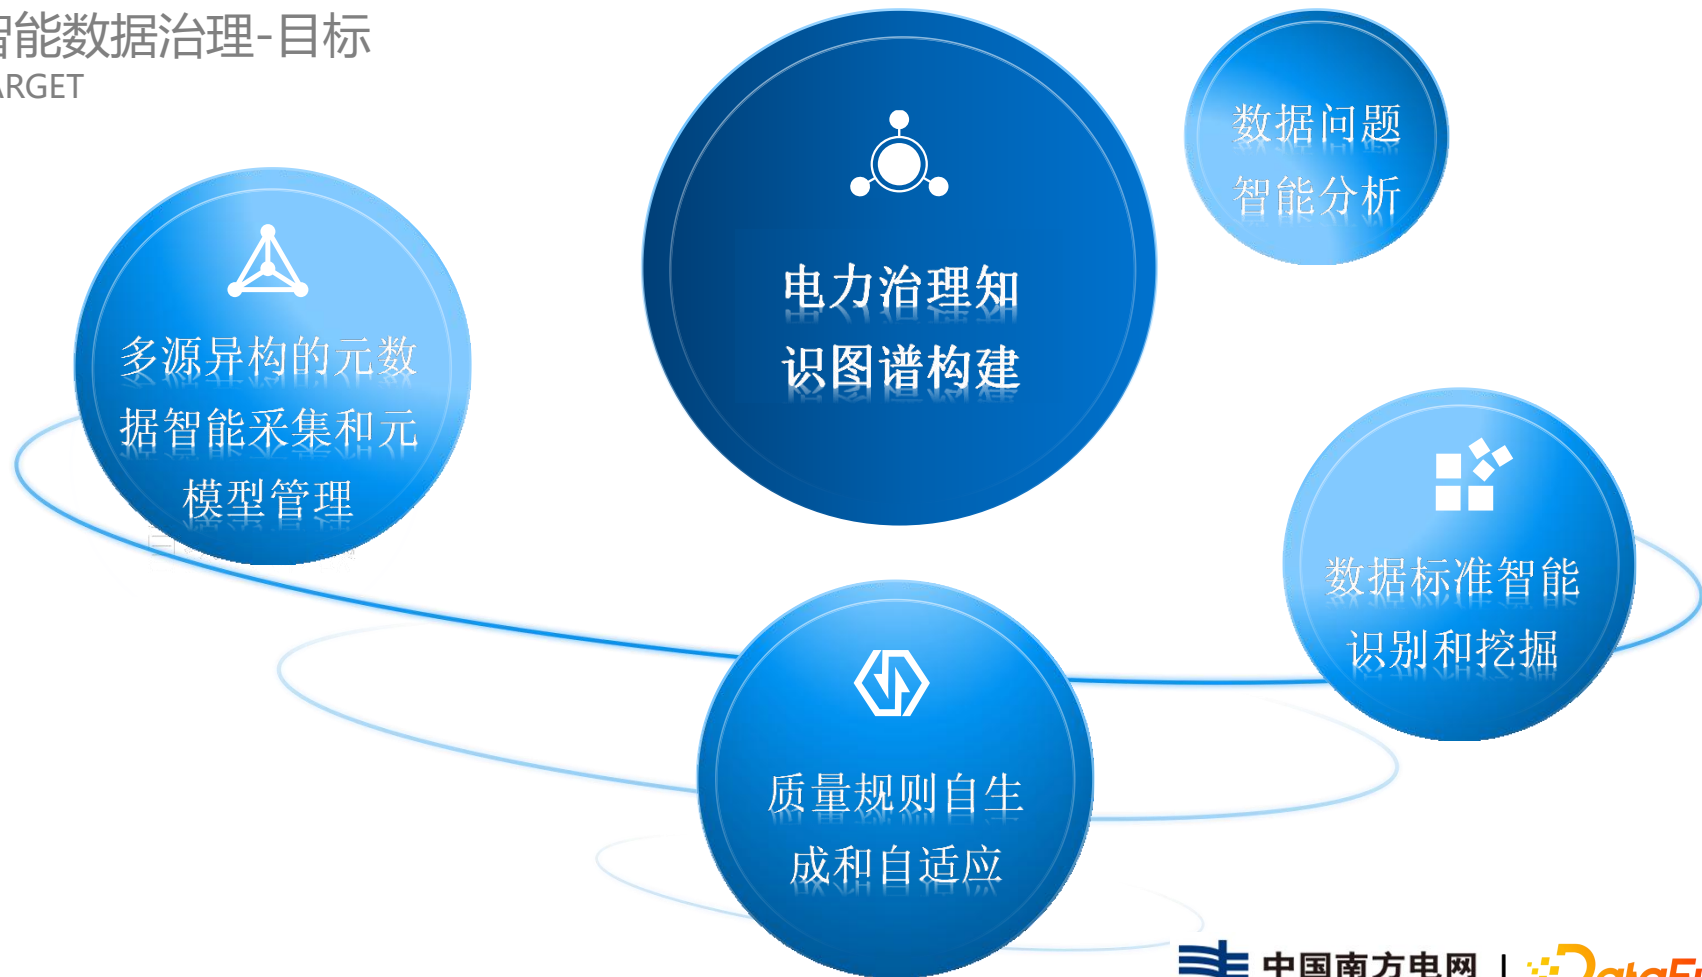 智能数据治理-目标
ARGET
数据问题
智能分析
电力治理知
识图谱构建
多源异构的元数
据智能采集和元
模型管理
数据标准智能
识别和挖掘
质量规则自生
成和自适应
中国南方电网
DataFu